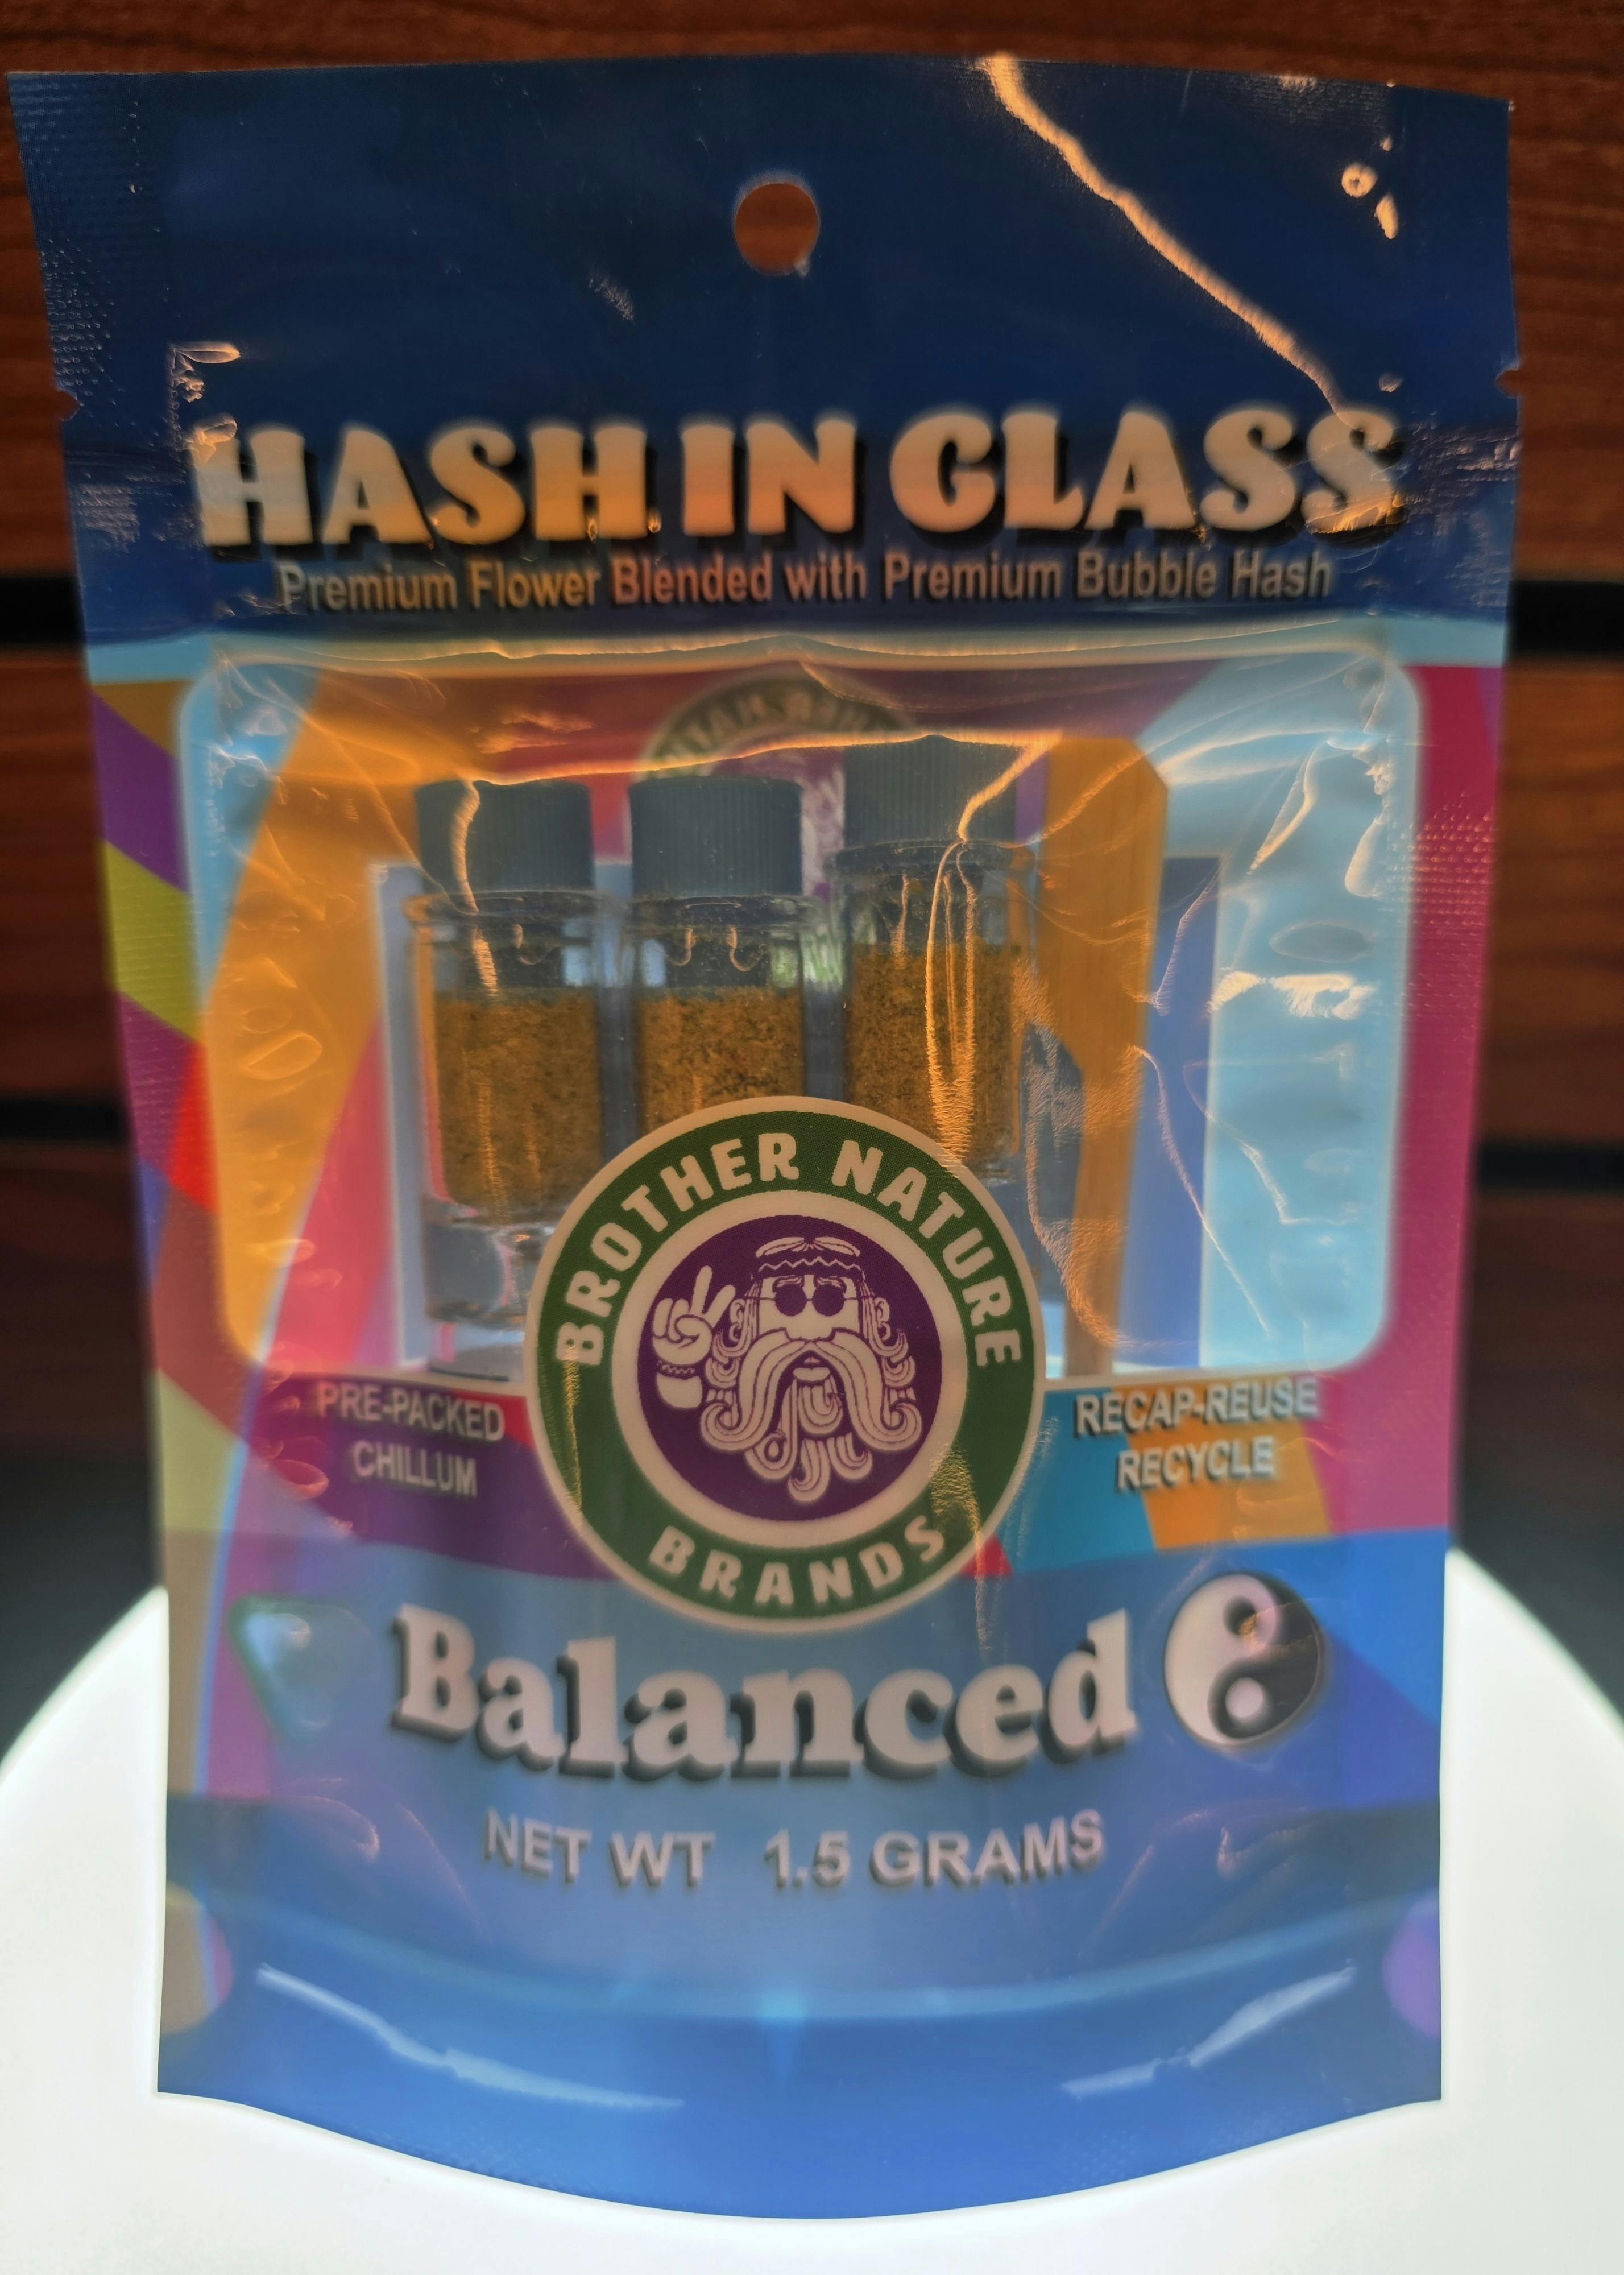 HASH IN GLASS
Premium Flower Blended with Premium Bubble Hash
BROTHER NATURE
BRANDS
PRE-PACKED
CHILLUM
RECAP-REUSE
RECYCLE
Balanced
NET WT 1.5 GRAMS